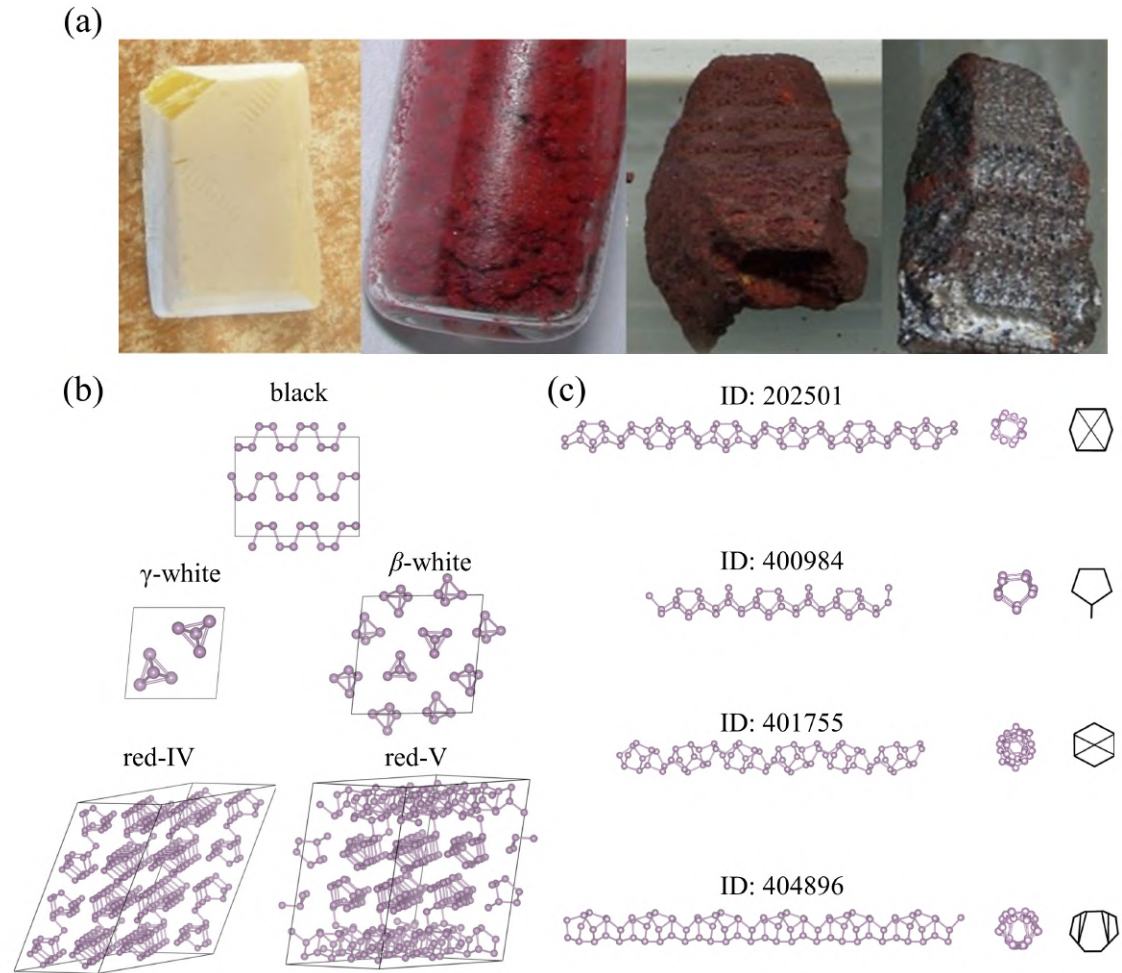 (a)
(b)
black
γ-white
β-white
red-IV
red-V
(c)
ID: 202501
ID: 400984
ID: 401755
ID: 404896